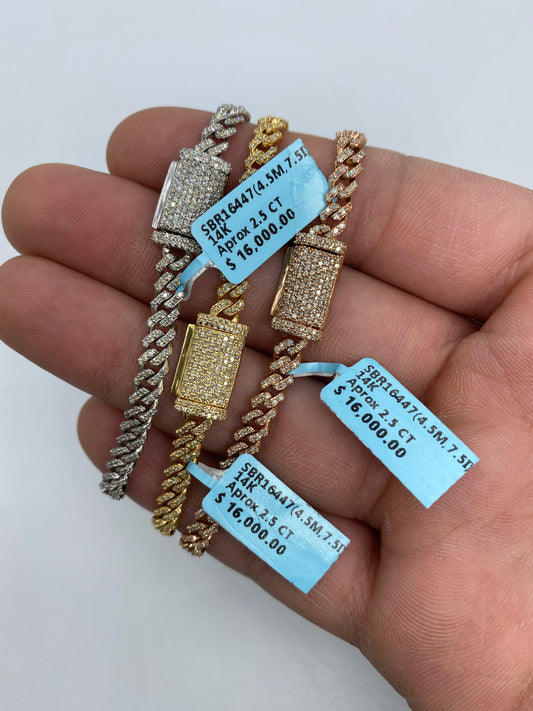 SBR16447(4.5M,7.5I
14K
Aprox 2.5 CT
$ 16,000.00
SBR16447(4.5M,7.5I
14K
Aprox 2.5 CT
$ 16,000.00
SBR16447(4.5M,7.5I
14K
Aprox 2.5 CT
$ 16,000.00